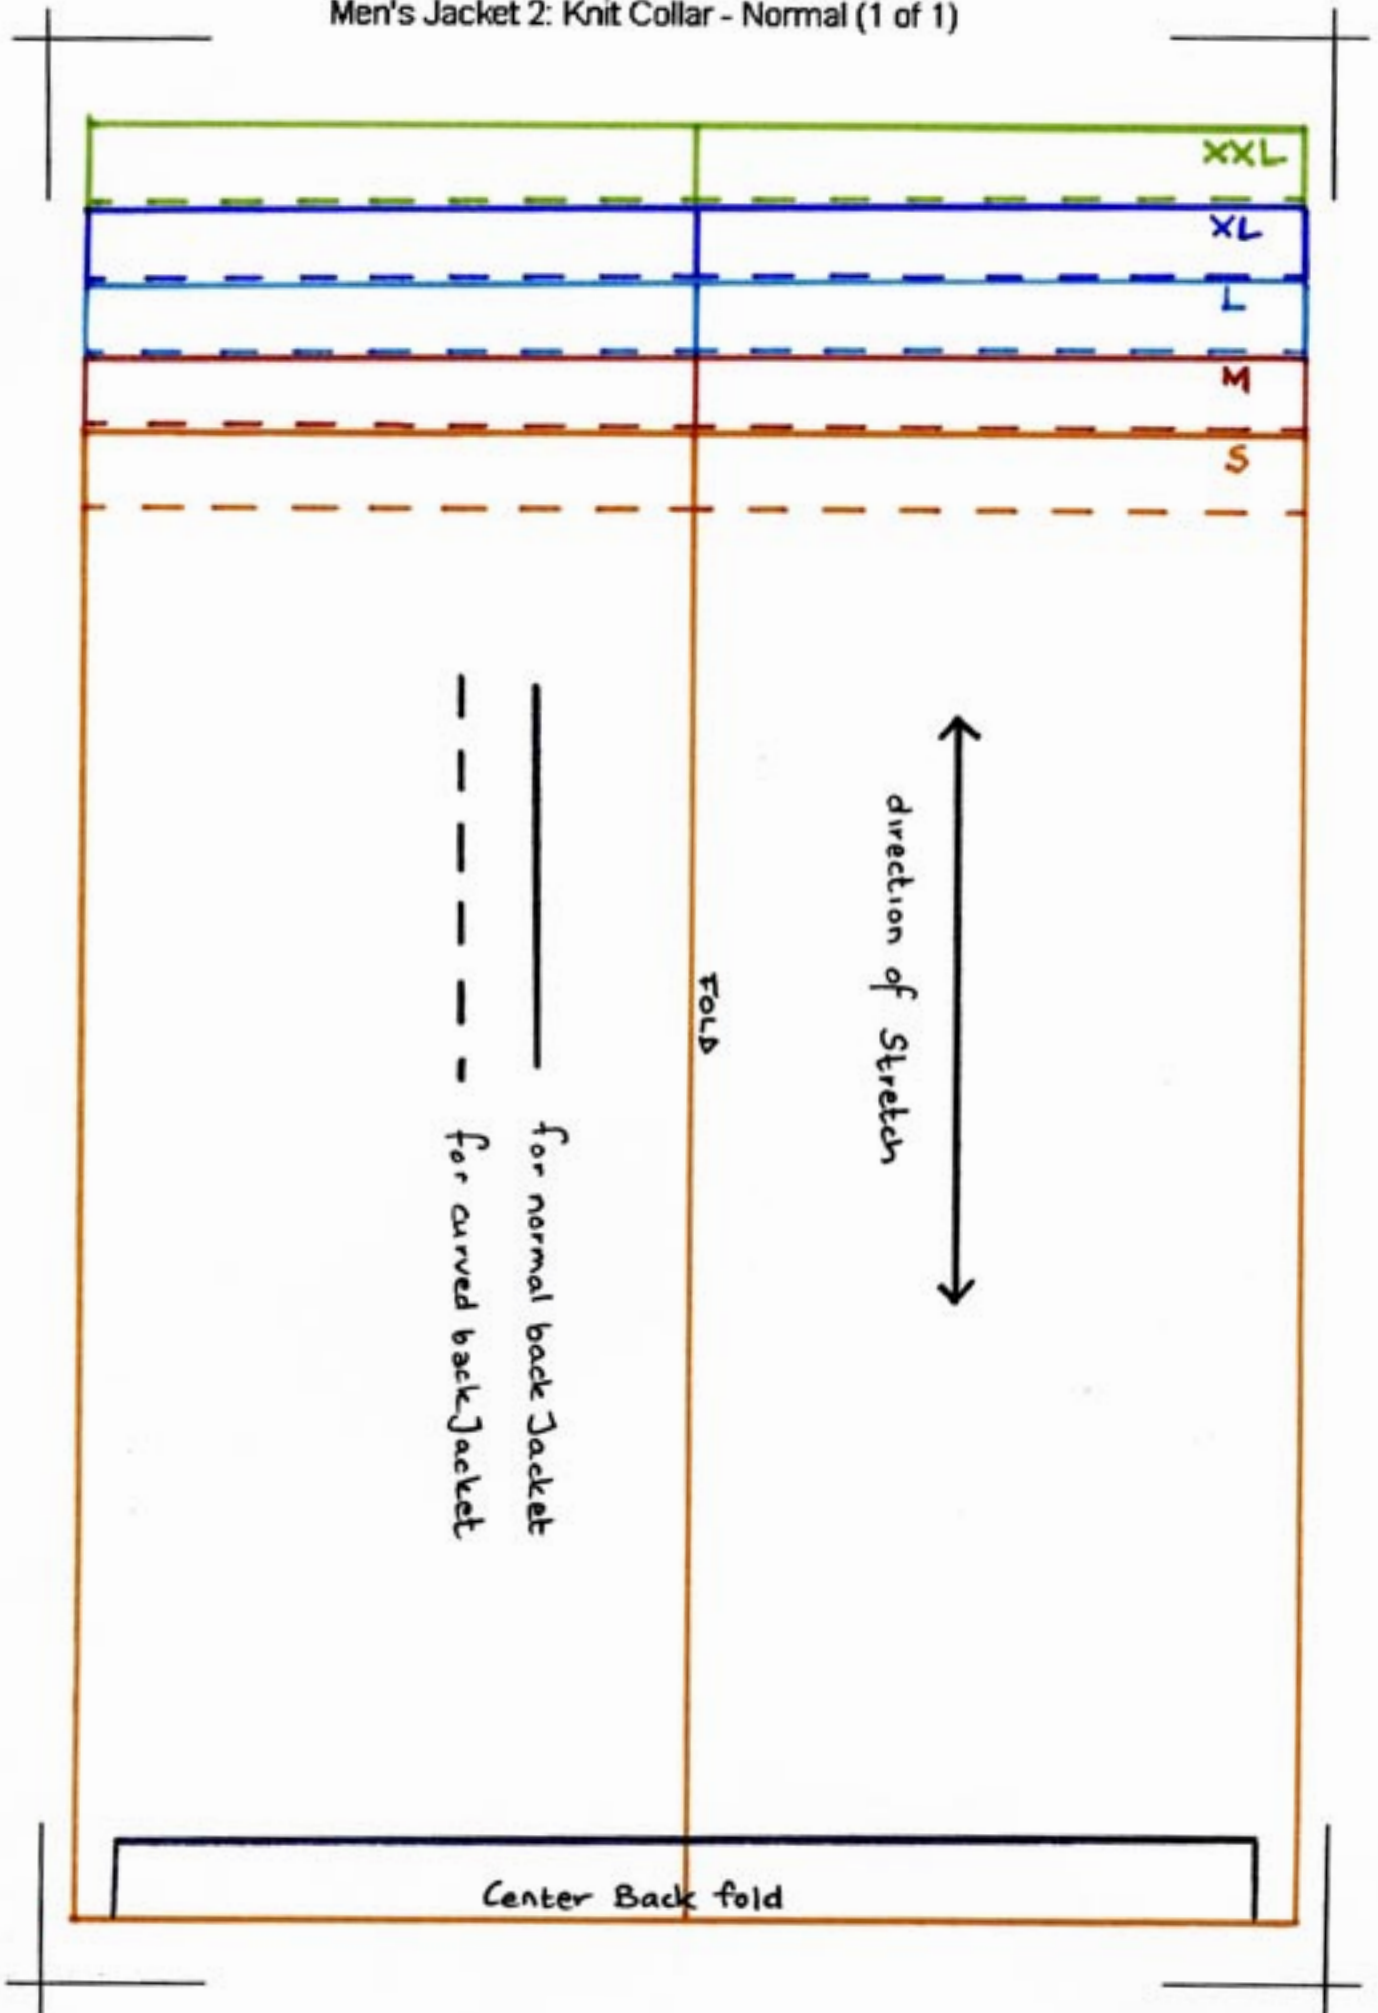 Men's Jacket 2: Knit Collar - Normal (1 of 1)
XXL
XL
L
M
S
direction of Stretch
FOLD
for normal back Jacket
for curved back Jacket
Center Back fold